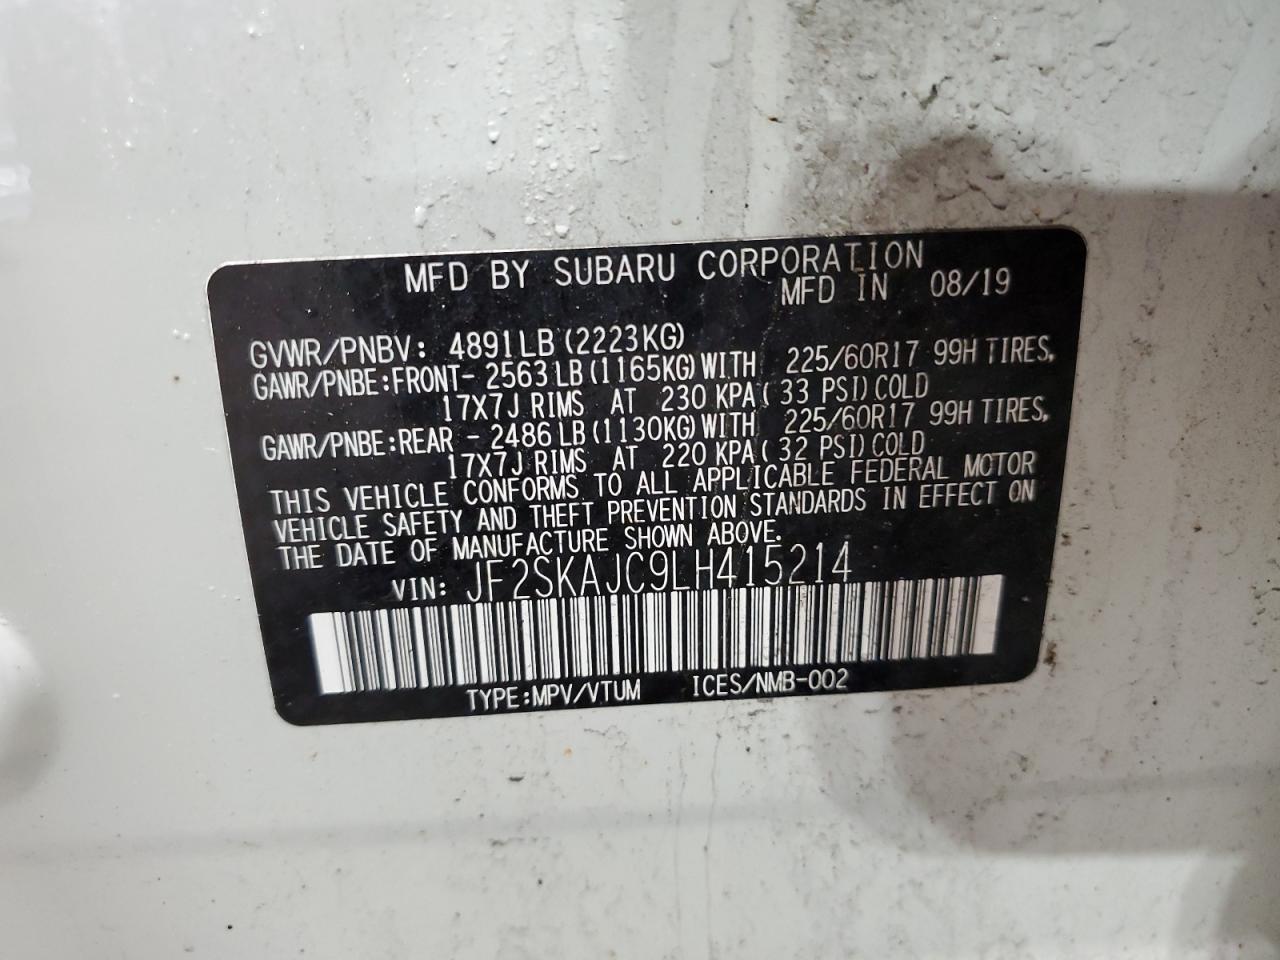 MFD BY SUBARU CORPORATION
MFD IN 08/19
GVWR/PNBV: 4891LB (2223KG)
GAWR/PNBE:FRONT- 2563LB (1165KG) WITH 225/60R17 99H TIRES,
17X7J RIMS AT 230 KPA( 33 PSI) COLD
GAWR/PNBE:REAR - 2486LB (1130KG) WITH 225/60R17 99H TIRES,
17X7J RIMS AT 220 KPA( 32 PSI) COLD
THIS VEHICLE CONFORMS TO ALL APPLICABLE FEDERAL MOTOR
VEHICLE SAFETY AND THEFT PREVENTION STANDARDS IN EFFECT ON
THE DATE OF MANUFACTURE SHOWN ABOVE.
VIN: JF2SKAJC9LH415214
TYPE:MPV/VTUM ICES/NMB-002